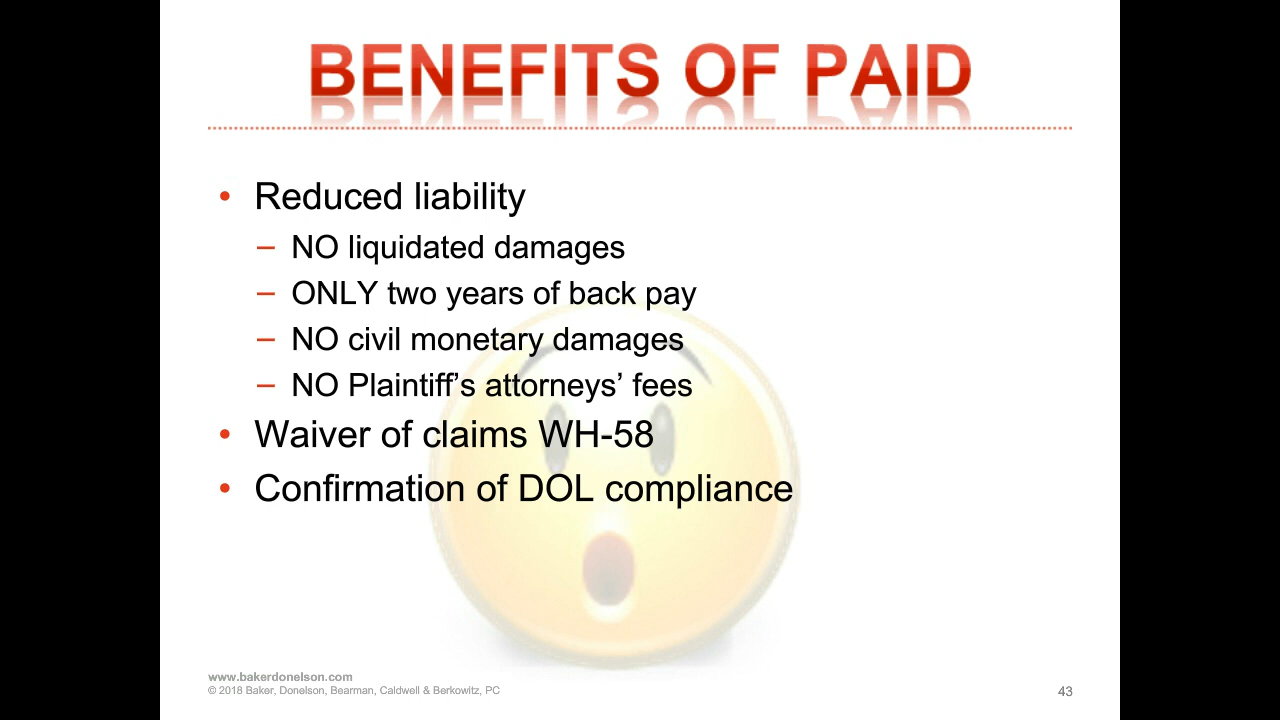 BENEFITS OF PAID
• Reduced liability
– NO liquidated damages
– ONLY two years of back pay
– NO civil monetary damages
– NO Plaintiff’s attorneys’ fees
• Waiver of claims WH-58
• Confirmation of DOL compliance
www.bakerdonelson.com
© 2018 Baker, Donelson, Bearman, Caldwell & Berkowitz, PC
43